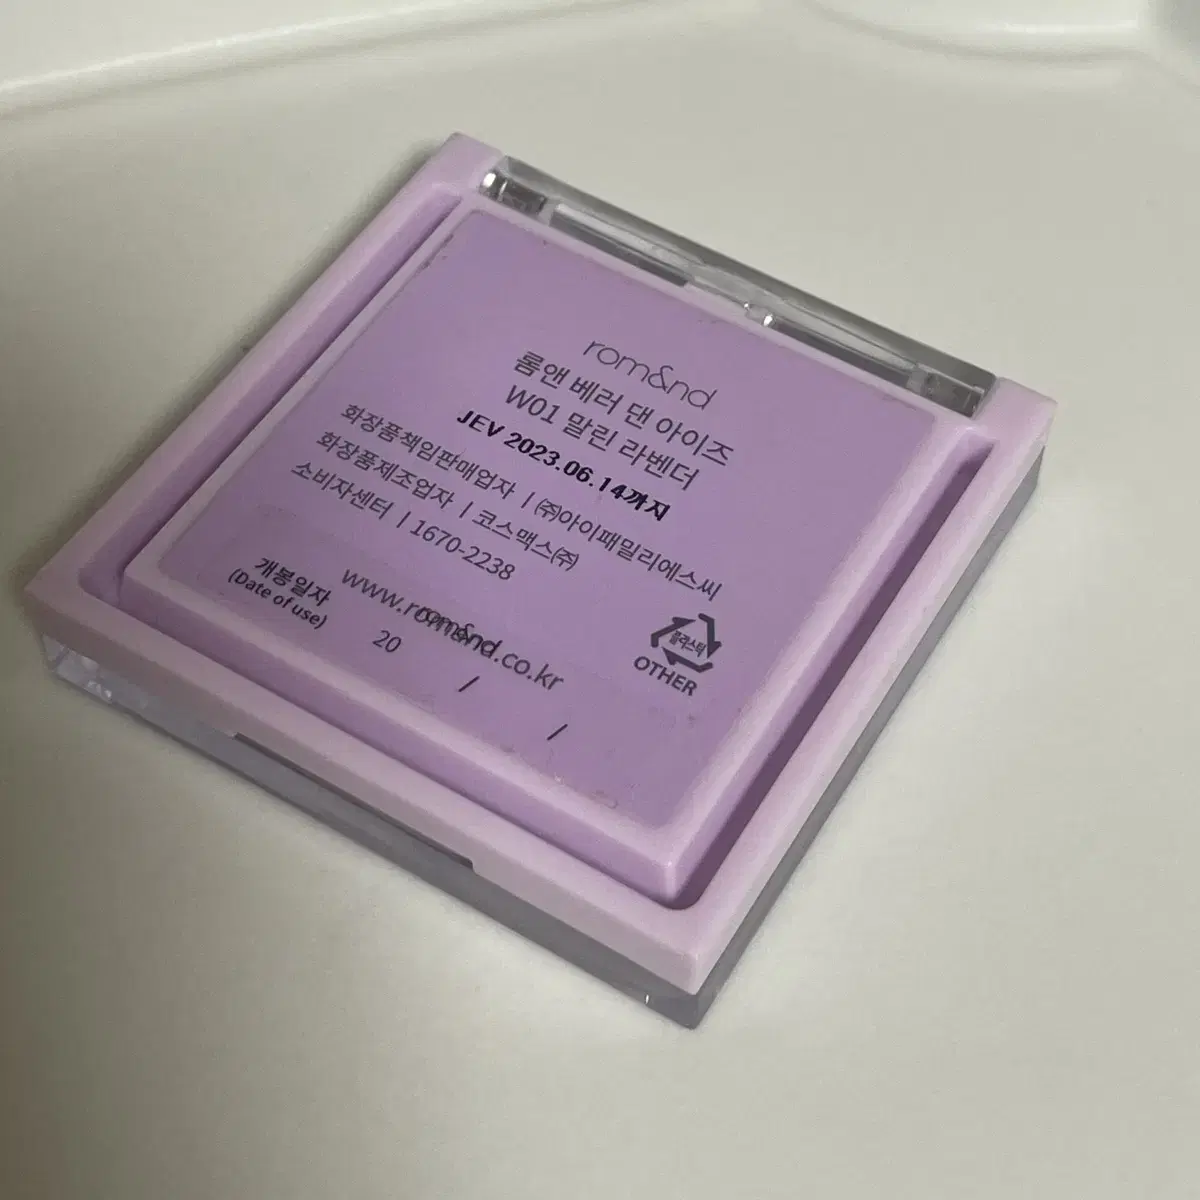 rom&nd
롬앤 베러 댄 아이즈
W01 말린 라벤더
JEV 2023.06.14까지
화장품책임판매업자 | ㈜아이패밀리에스씨
화장품제조업자 | 코스맥스㈜
소비자센터 | 1670-2238
www.romand.co.kr
rom&nd
개봉일자
(Date of use)
20 / /
플라스틱
OTHER